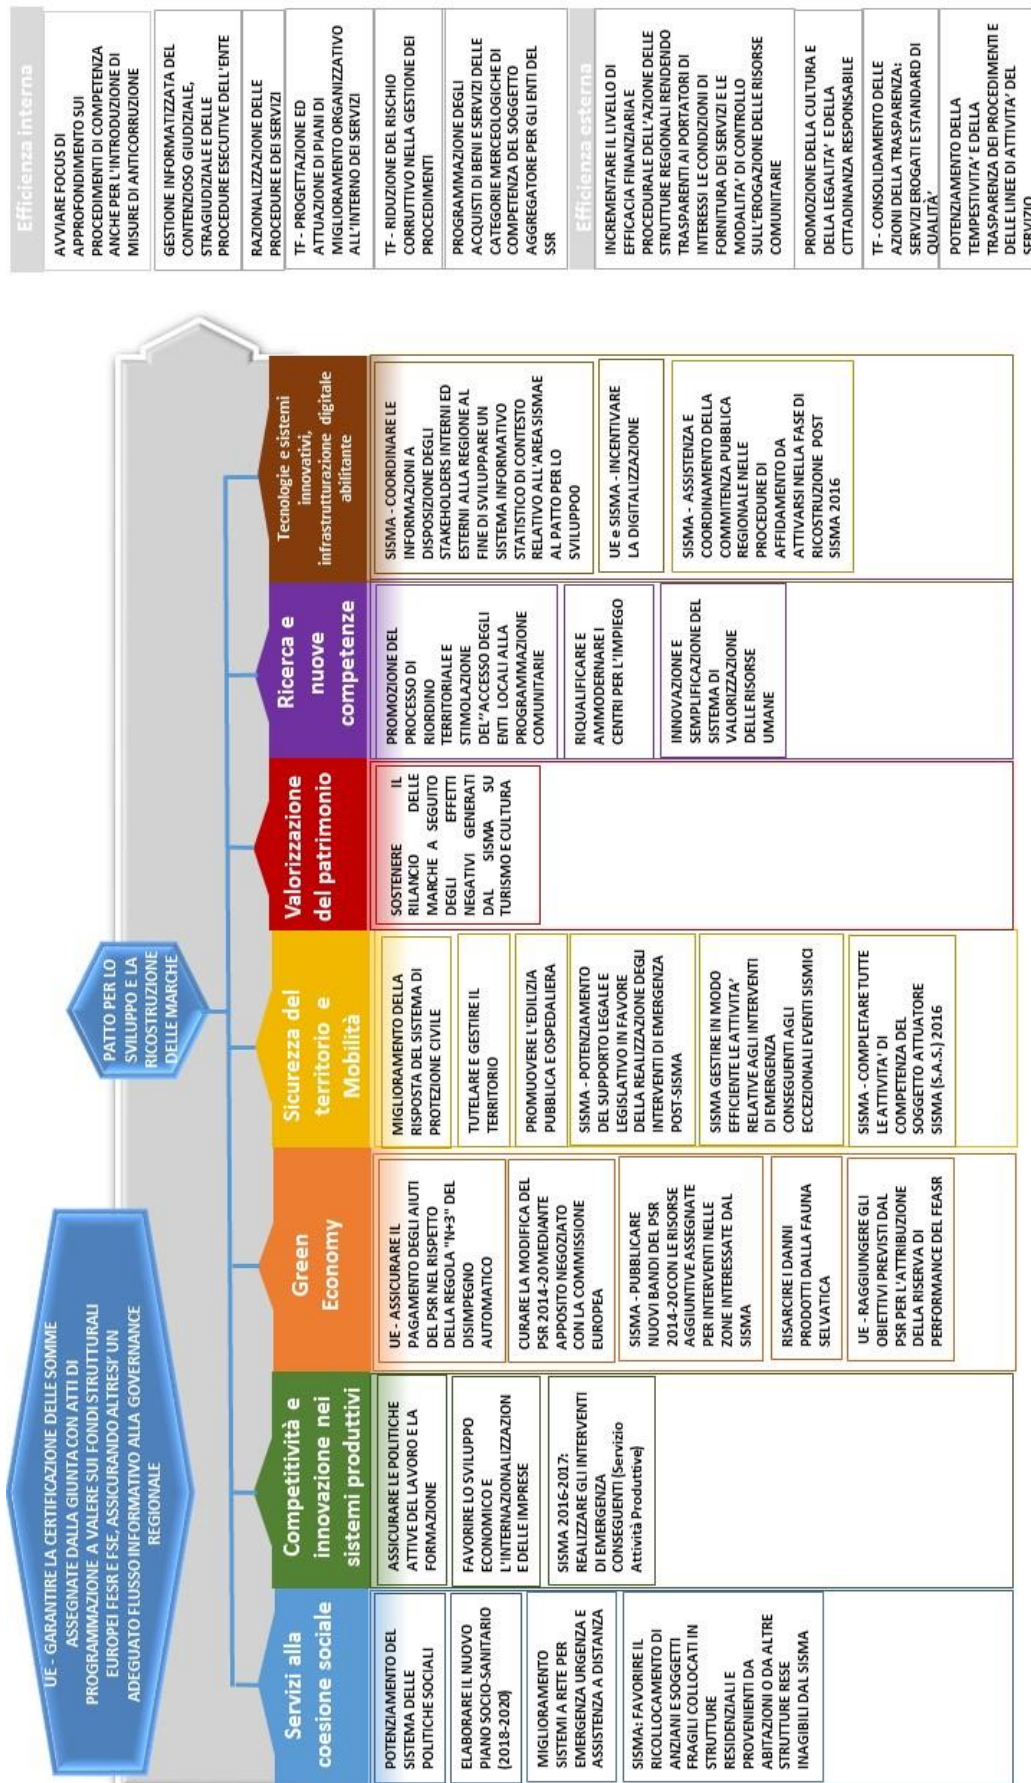 UE - GARANTIRE LA CERTIFICAZIONE DELLE SOMME
ASSEGNATE DALLA GIUNTA CON ATTI DI
PROGRAMMAZIONE A VALERE SUI FONDI STRUTTURALI
EUROPEI FESR E FSE, ASSICURANDO ALTRESI' UN
ADEGUATO FLUSSO INFORMATIVO ALLA GOVERNANCE
REGIONALE
PATTO PER LO
SVILUPPO E LA
RICOSTRUZIONE
DELLE MARCHE
Servizi alla
coesione sociale
POTENZIAMENTO DEL
SISTEMA DELLE
POLITICHE SOCIALI
ELABORARE IL NUOVO
PIANO SOCIO-SANITARIO
(2018-2020)
MIGLIORAMENTO
SISTEMI A RETE PER
EMERGENZA URGENZA E
ASSISTENZA A DISTANZA
SISMA: FAVORIRE IL
RICOLLOCAMENTO DI
ANZIANI E SOGGETTI
FRAGILI COLLOCATI IN
STRUTTURE
RESIDENZIALI E
PROVENIENTI DA
ABITAZIONI O DA ALTRE
STRUTTURE RESE
INAGIBILI DAL SISMA
Competitività e
innovazione nei
sistemi produttivi
ASSICURARE LE POLITICHE
ATTIVE DEL LAVORO E LA
FORMAZIONE
FAVORIRE LO SVILUPPO
ECONOMICO E
L'INTERNAZIONALIZZAZION
E DELLE IMPRESE
SISMA 2016-2017:
REALIZZARE GLI INTERVENTI
DI EMERGENZA
CONSEGUENTI (Servizio
Attività Produttive)
Green
Economy
UE - ASSICURARE IL
PAGAMENTO DEGLI AIUTI
DEL PSR NEL RISPETTO
DELLA REGOLA "N+3" DEL
DISIMPEGNO
AUTOMATICO
CURARE LA MODIFICA DEL
PSR 2014-20 MEDIANTE
APPOSITO NEGOZIATO
CON LA COMMISSIONE
EUROPEA
SISMA - PUBBLICARE
NUOVI BANDI DEL PSR
2014-20 CON LE RISORSE
AGGIUNTIVE ASSEGNATE
PER INTERVENTI NELLE
ZONE INTERESSATE DAL
SISMA
RISARCIRE I DANNI
PRODOTTI DALLA FAUNA
SELVATICA
UE - RAGGIUNGERE GLI
OBIETTIVI PREVISTI DAL
PSR PER L'ATTRIBUZIONE
DELLA RISERVA DI
PERFORMANCE DEL FEASR
Sicurezza del
territorio e
Mobilità
MIGLIORAMENTO DELLA
RISPOSTA DEL SISTEMA DI
PROTEZIONE CIVILE
TUTELARE E GESTIRE IL
TERRITORIO
PROMUOVERE L'EDILIZIA
PUBBLICA E OSPEDALIERA
SISMA - POTENZIAMENTO
DEL SUPPORTO LEGALE E
LEGISLATIVO IN FAVORE
DELLA REALIZZAZIONE DEGLI
INTERVENTI DI EMERGENZA
POST-SISMA
SISMA GESTIRE IN MODO
EFFICIENTE LE ATTIVITA'
RELATIVE AGLI INTERVENTI
DI EMERGENZA
CONSEGUENTI AGLI
ECCEZIONALI EVENTI SISMICI
SISMA - COMPLETARE TUTTE
LE ATTIVITA' DI
COMPETENZA DEL
SOGGETTO ATTUATORE
SISMA (S.A.S.) 2016
Valorizzazione
del patrimonio
SOSTENERE IL
RILANCIO DELLE
MARCHE A SEGUITO
DEGLI EFFETTI
NEGATIVI GENERATI
DAL SISMA SU
TURISMO E CULTURA
Ricerca e
nuove
competenze
PROMOZIONE DEL
PROCESSO DI
RIORDINO
TERRITORIALE E
STIMOLAZIONE
DEL''ACCESSO DEGLI
ENTI LOCALI ALLA
PROGRAMMAZIONE
COMUNITARIE
RIQUALIFICARE E
AMMODERNARE I
CENTRI PER L'IMPIEGO
INNOVAZIONE E
SEMPLIFICAZIONE DEL
SISTEMA DI
VALORIZZAZIONE
DELLE RISORSE
UMANE
Tecnologie e sistemi
innovativi,
infrastrutturazione digitale
abilitante
SISMA - COORDINARE LE
INFORMAZIONI A
DISPOSIZIONE DEGLI
STAKEHOLDERS INTERNI ED
ESTERNI ALLA REGIONE AL
FINE DI SVILUPPARE UN
SISTEMA INFORMATIVO
STATISTICO DI CONTESTO
RELATIVO ALL'AREA SISMAE
AL PATTO PER LO
SVILUPPOO
UE e SISMA - INCENTIVARE
LA DIGITALIZZAZIONE
SISMA - ASSISTENZA E
COORDINAMENTO DELLA
COMMITTENZA PUBBLICA
REGIONALE NELLE
PROCEDURE DI
AFFIDAMENTO DA
ATTIVARSI NELLA FASE DI
RICOSTRUZIONE POST
SISMA 2016
Efficienza interna
AVVIARE FOCUS DI
APPROFONDIMENTO SUI
PROCEDIMENTI DI COMPETENZA
ANCHE PER L'INTRODUZIONE DI
MISURE DI ANTICORRUZIONE
GESTIONE INFORMATIZZATA DEL
CONTENZIOSO GIUDIZIALE,
STRAGIUDIZIALE E DELLE
PROCEDURE ESECUTIVE DELL'ENTE
RAZIONALIZZAZIONE DELLE
PROCEDURE E DEI SERVIZI
TF - PROGETTAZIONE ED
ATTUAZIONE DI PIANI DI
MIGLIORAMENTO ORGANIZZATIVO
ALL'INTERNO DEI SERVIZI
TF - RIDUZIONE DEL RISCHIO
CORRUTTIVO NELLA GESTIONE DEI
PROCEDIMENTI
PROGRAMMAZIONE DEGLI
ACQUISTI DI BENI E SERVIZI DELLE
CATEGORIE MERCEOLOGICHE DI
COMPETENZA DEL SOGGETTO
AGGREGATORE PER GLI ENTI DEL
SSR
Efficienza esterna
INCREMENTARE IL LIVELLO DI
EFFICACIA FINANZIARIA E
PROCEDURALE DELL'AZIONE DELLE
STRUTTURE REGIONALI RENDENDO
TRASPARENTI AI PORTATORI DI
INTERESSI LE CONDIZIONI DI
FORNITURA DEI SERVIZI E LE
MODALITA' DI CONTROLLO
SULL'EROGAZIONE DELLE RISORSE
COMUNITARIE
PROMOZIONE DELLA CULTURA E
DELLA LEGALITA' E DELLA
CITTADINANZA RESPONSABILE
TF - CONSOLIDAMENTO DELLE
AZIONI DELLA TRASPARENZA:
SERVIZI EROGATI E STANDARD DI
QUALITÀ'
POTENZIAMENTO DELLA
TEMPESTIVITA' E DELLA
TRASPARENZA DEI PROCEDIMENTI E
DELLE LINEE DI ATTIVITA' DEL
SERVIZIO